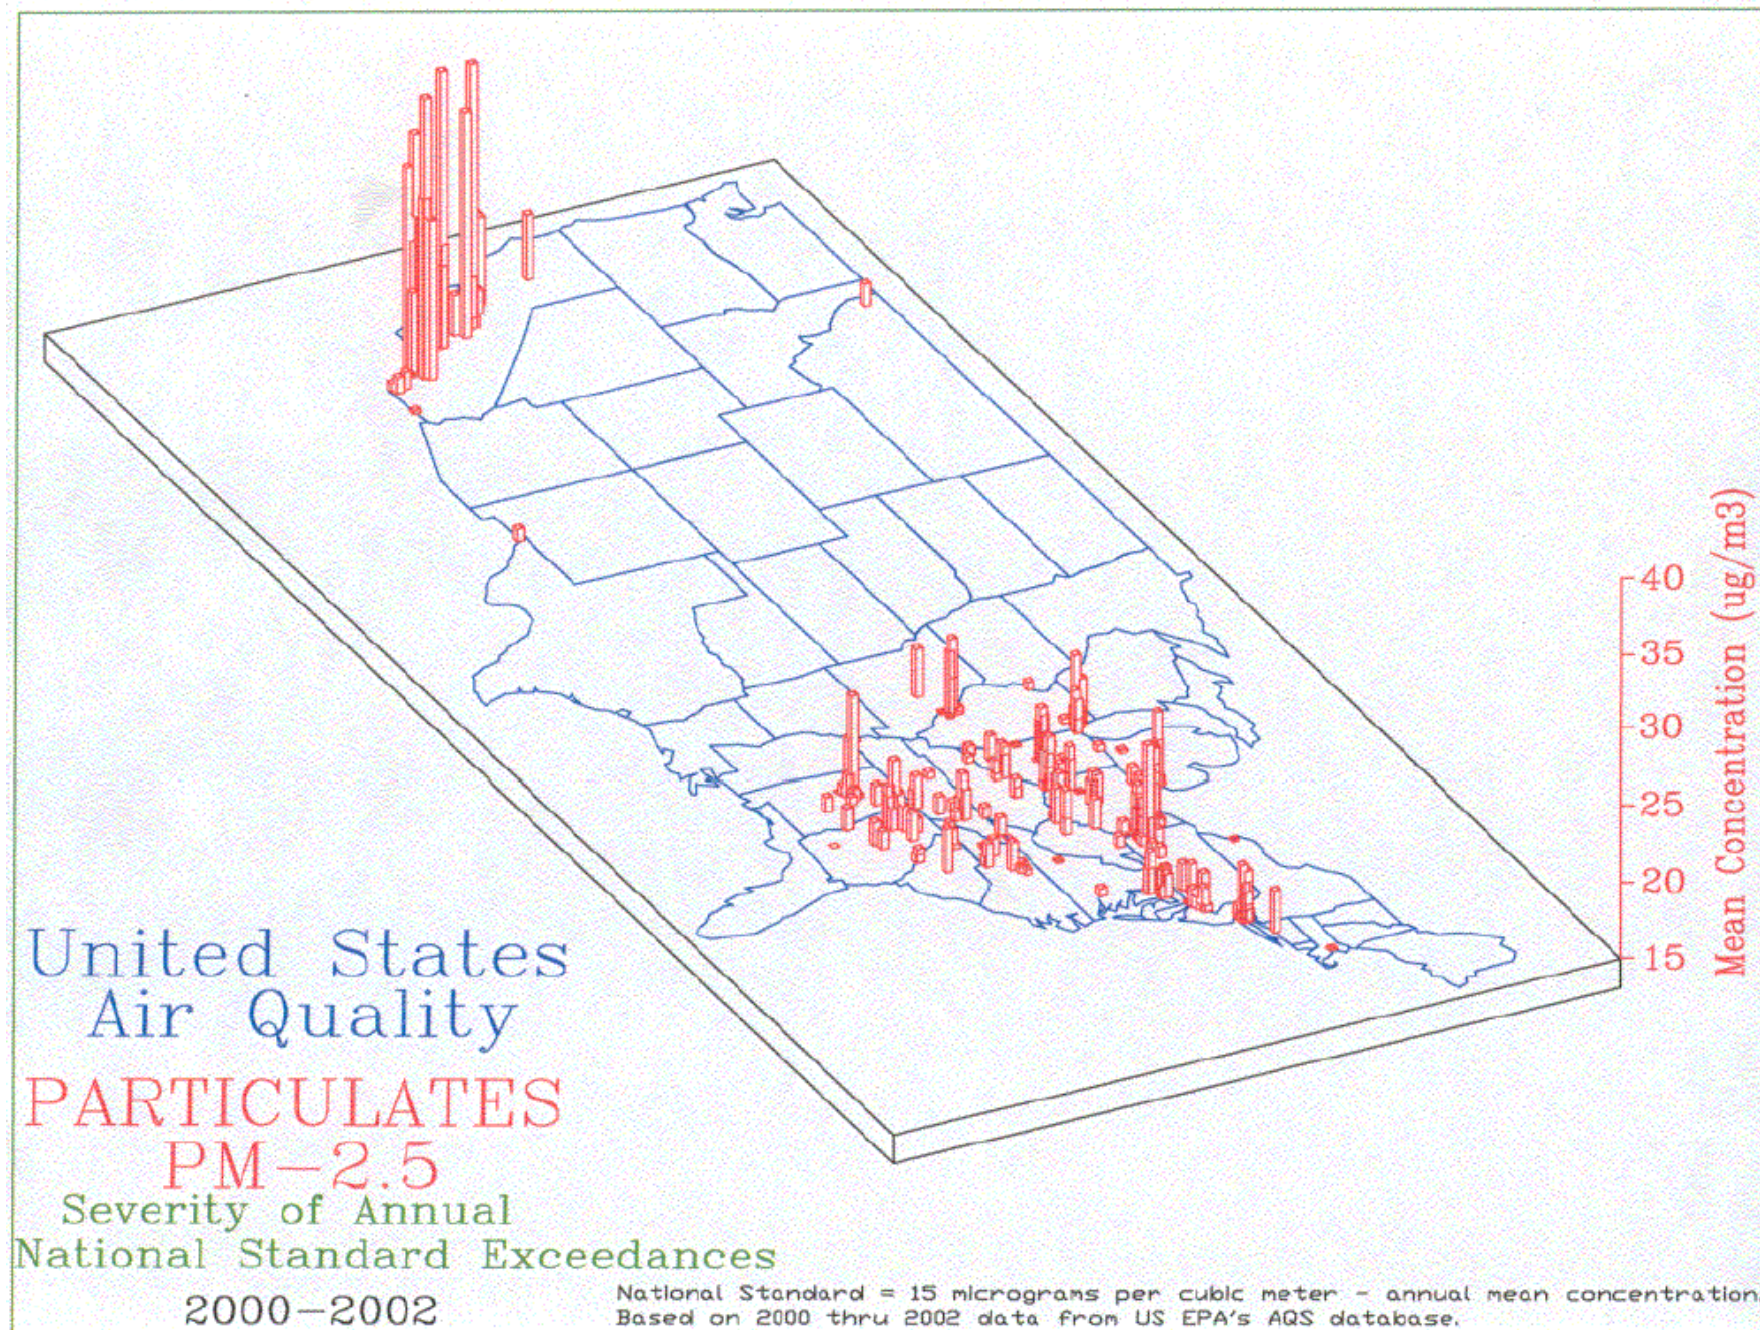 40
35
30
25
20
15
Mean Concentration (ug/m3)
United States
Air Quality
PARTICULATES
PM-2.5
Severity of Annual
National Standard Exceedances
2000-2002
National Standard = 15 micrograms per cubic meter - annual mean concentration.
Based on 2000 thru 2002 data from US EPA's AQS database.